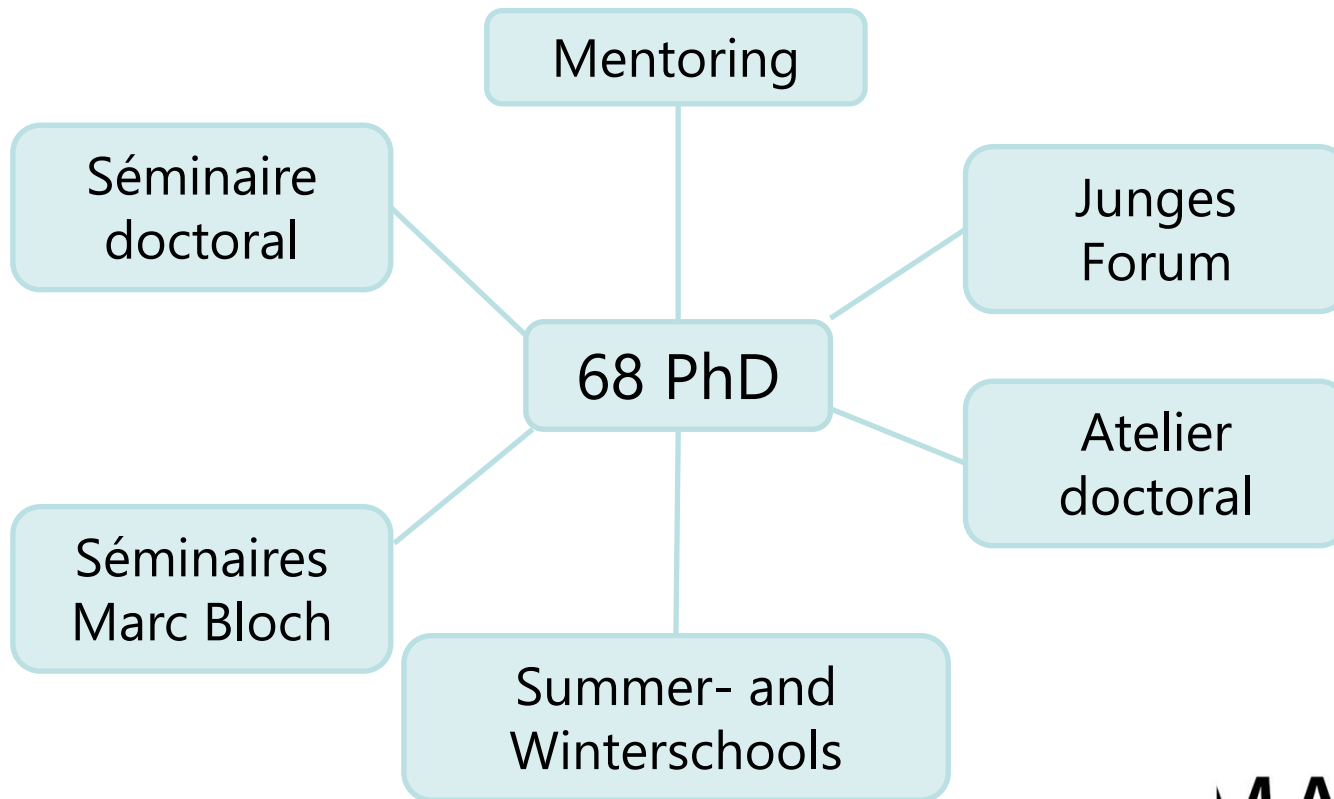 Mentoring
Séminaire
doctoral
Junges
Forum
68 PhD
Atelier
doctoral
Séminaires
Marc Bloch
Summer- and
Winterschools